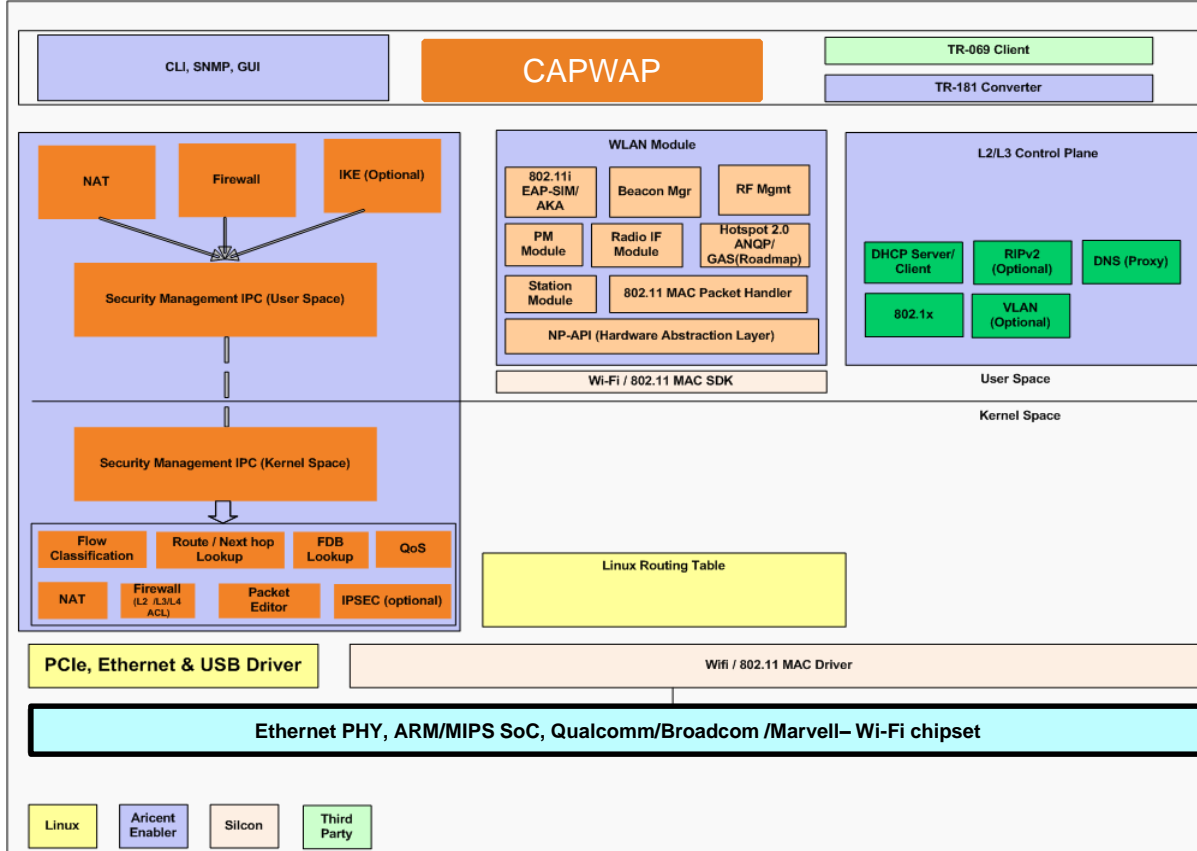 CLI, SNMP, GUI
CAPWAP
TR-069 Client
TR-181 Converter
NAT
Firewall
IKE (Optional)
Security Management IPC (User Space)
Security Management IPC (Kernel Space)
Flow
Classification
Route / Next hop
Lookup
FDB
Lookup
QoS
NAT
Firewall
(L2 /L3/L4
ACL)
Packet
Editor
IPSEC (optional)
WLAN Module
802.11i
EAP-SIM/
AKA
Beacon Mgr
RF Mgmt
PM
Module
Radio IF
Module
Hotspot 2.0
ANQP/
GAS(Roadmap)
Station
Module
802.11 MAC Packet Handler
NP-API (Hardware Abstraction Layer)
Wi-Fi / 802.11 MAC SDK
L2/L3 Control Plane
DHCP Server/
Client
RIPv2
(Optional)
DNS (Proxy)
802.1x
VLAN
(Optional)
User Space
Kernel Space
Linux Routing Table
PCIe, Ethernet & USB Driver
Wifi / 802.11 MAC Driver
Ethernet PHY, ARM/MIPS SoC, Qualcomm/Broadcom /Marvell– Wi-Fi chipset
Linux
Aricent
Enabler
Silcon
Third
Party